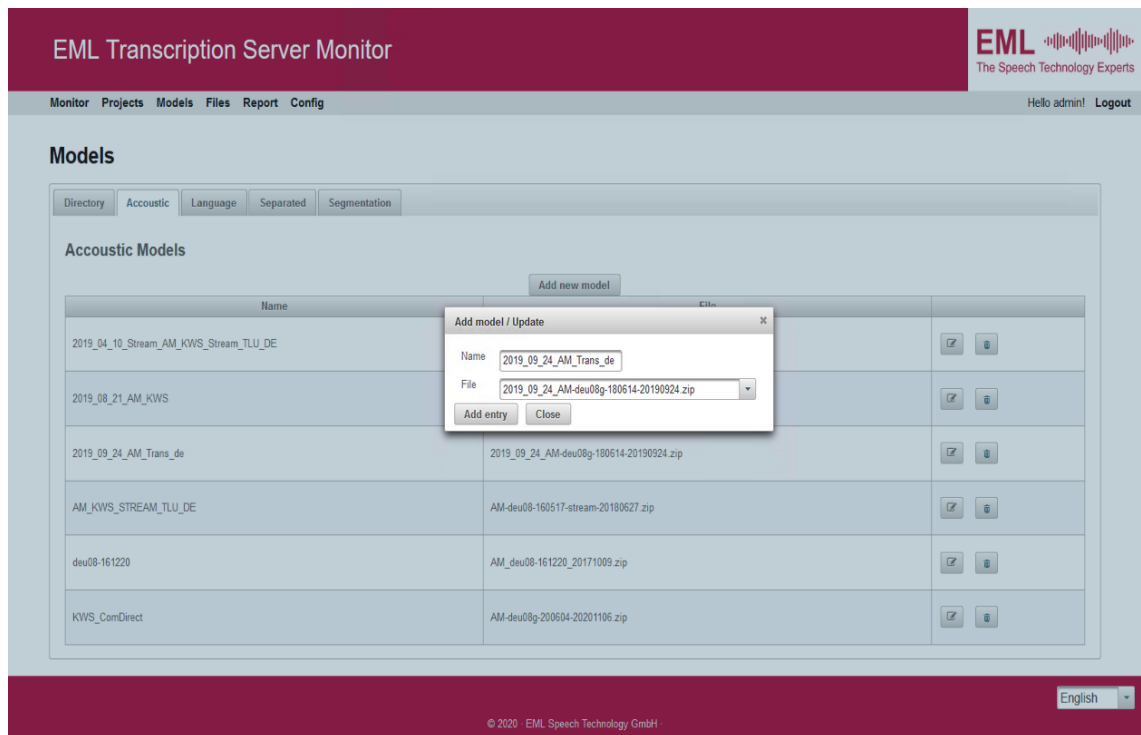 EML Transcription Server Monitor
EML
The Speech Technology Experts
Monitor Projects Models Files Report Config
Hello admin! Logout
Models
Directory Accoustic Language Separated Segmentation
Accoustic Models
Add new model
Name File
Add model / Update
Name 2019_09_24_AM_Trans_de
File 2019_09_24_AM-deu08g-180614-20190924.zip
Add entry Close
2019_04_10_Stream_AM_KWS_Stream_TLU_DE
2019_08_21_AM_KWS
2019_09_24_AM_Trans_de 2019_09_24_AM-deu08g-180614-20190924.zip
AM_KWS_STREAM_TLU_DE AM-deu08-160517-stream-20180627.zip
deu08-161220 AM_deu08-161220_20171009.zip
KWS_ComDirect AM-deu08g-200604-20201106.zip
English
© 2020 · EML Speech Technology GmbH ·